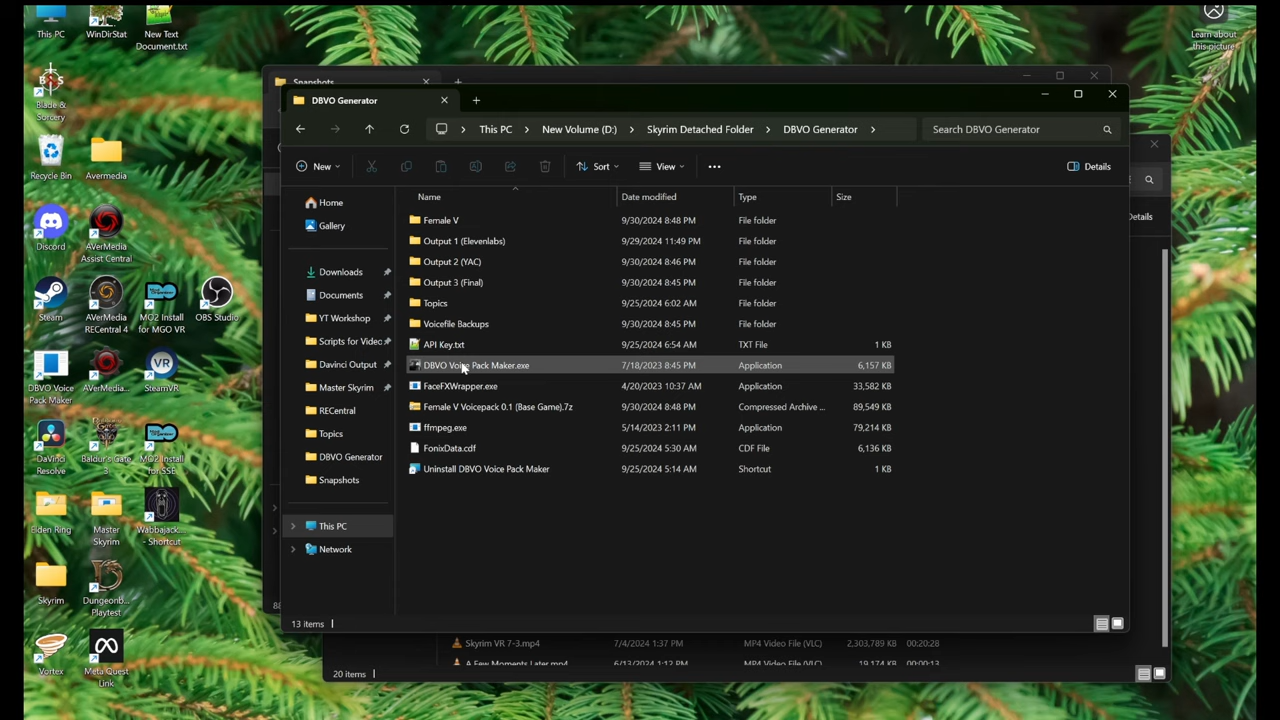 This PC
WinDirStat
New Text
Document.txt
Learn about
this picture
Blade &
Sorcery
Recycle Bin
Avermedia
Discord
AVerMedia
Assist Central
Steam
AVerMedia
RECentral 4
MO2 Install
for MGO VR
OBS Studio
DBVO Voice
Pack Maker...
AVerMedia...
SteamVR
DaVinci
Resolve
Baldur's Gate
3
MO2 Install
for SSE
Elden Ring
Master
Skyrim
Wabbajack....
- Shortcut
Skyrim
Dungeonb...
Playtest
Vortex
Meta Quest
Link
Snapshots
DBVO Generator
This PC > New Volume (D:) > Skyrim Detached Folder > DBVO Generator >
Search DBVO Generator
New
Sort
View
...
Details
Details
Name Date modified Type Size
Home
Gallery
Downloads
Documents
YT Workshop
Scripts for Videc
Davinci Output
Master Skyrim
RECentral
Topics
DBVO Generator
Snapshots
This PC
Network
Female V 9/30/2024 8:48 PM File folder
Output 1 (Elevenlabs) 9/29/2024 11:49 PM File folder
Output 2 (YAC) 9/30/2024 8:46 PM File folder
Output 3 (Final) 9/30/2024 8:45 PM File folder
Topics 9/25/2024 6:02 AM File folder
Voicefile Backups 9/30/2024 8:45 PM File folder
API Key.txt 9/25/2024 6:54 AM TXT File 1 KB
DBVO Voice Pack Maker.exe 7/18/2023 8:45 PM Application 6,157 KB
FaceFXWrapper.exe 4/20/2023 10:37 AM Application 33,582 KB
Female V Voicepack 0.1 (Base Game).7z 9/30/2024 8:48 PM Compressed Archive ... 89,549 KB
ffmpeg.exe 5/14/2023 2:11 PM Application 79,214 KB
FonixData.cdf 9/25/2024 5:30 AM CDF File 6,136 KB
Uninstall DBVO Voice Pack Maker 9/25/2024 5:14 AM Shortcut 1 KB
13 items
Skyrim VR 7-3.mp4 7/4/2024 1:37 PM MP4 Video File (VLC) 2,303,789 KB 00:20:28
A Few Moments Later.mp4 6/13/2024 1:12 PM MP4 Video File (VLC) 19,174 KB 00:00:13
20 items